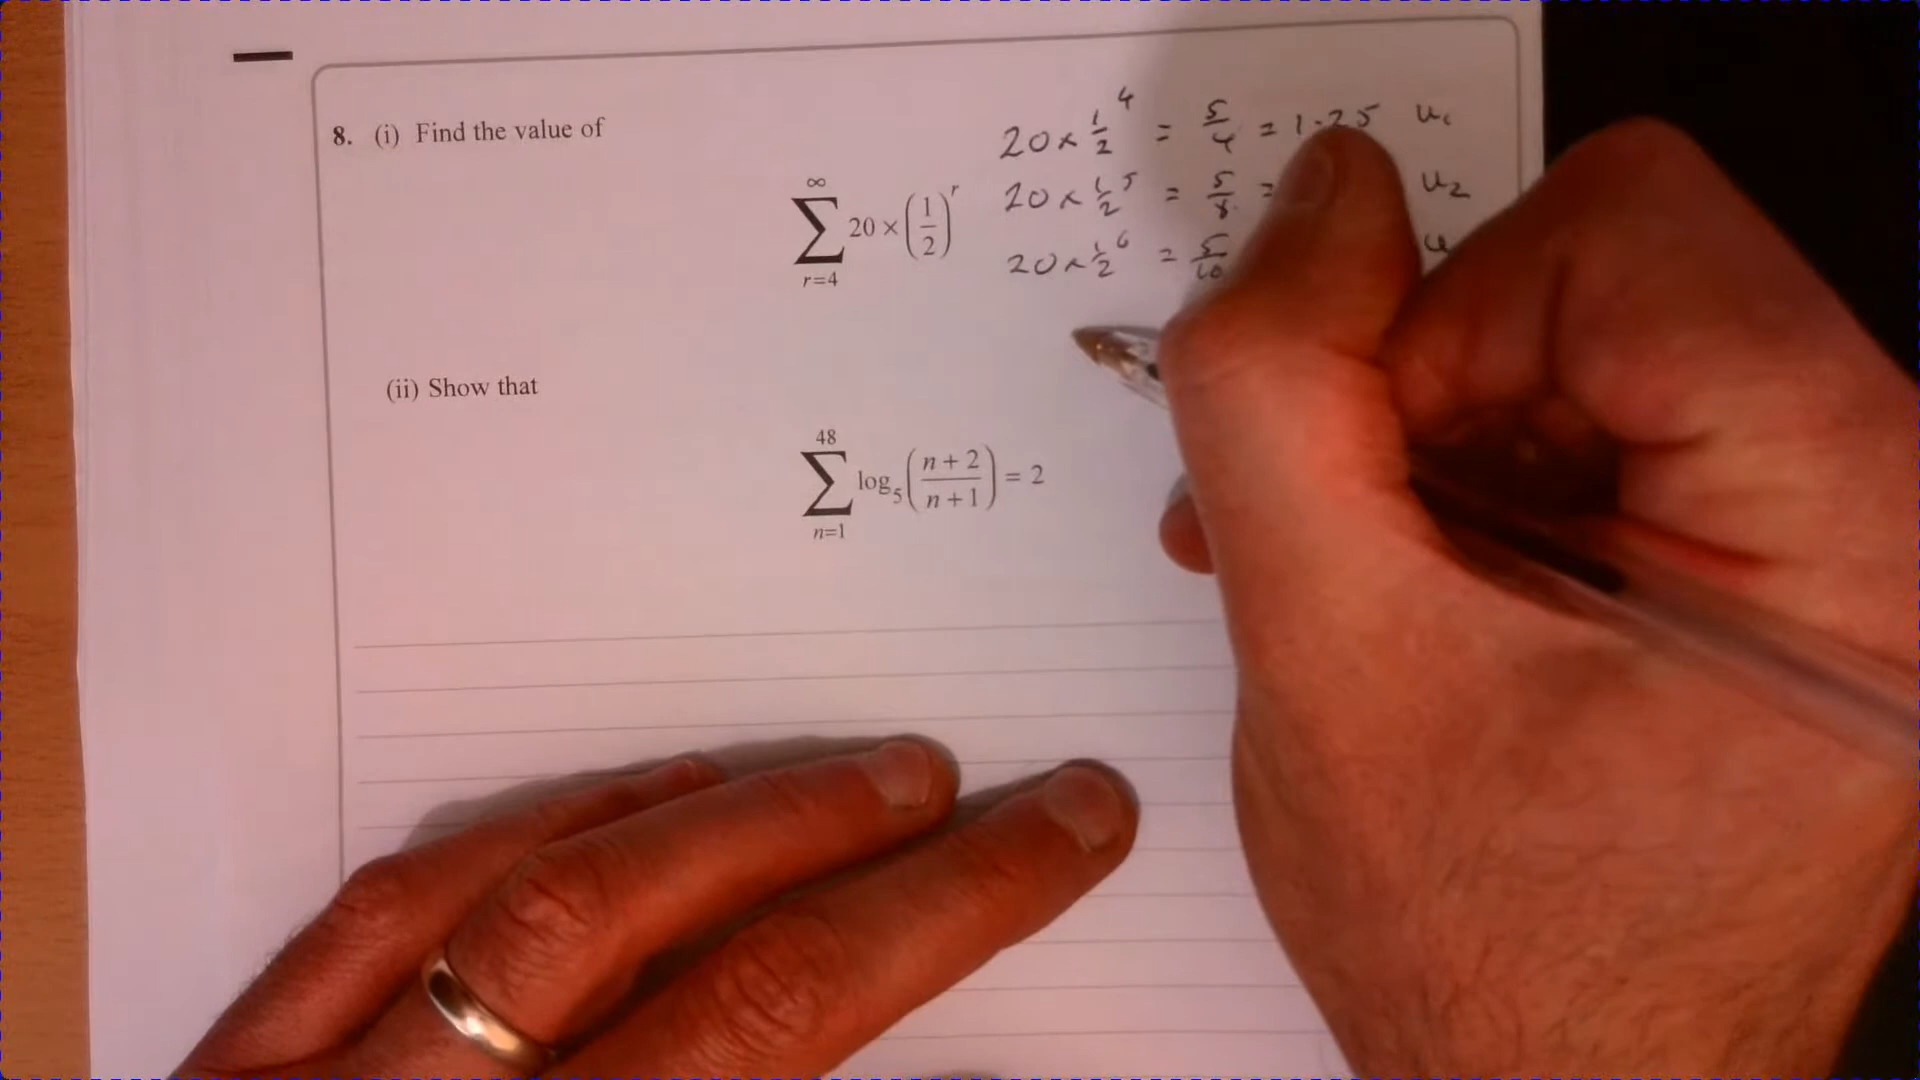 8. (i) Find the value of
∞
∑ 20 × (1/2)^r
r=4
20 × 1/2^4 = 5/4 = 1.25 u₁
20 × 1/2^5 = 5/8 = u₂
20 × 1/2^6 =
(ii) Show that
48
∑ log₅((n + 2)/(n + 1)) = 2
n=1